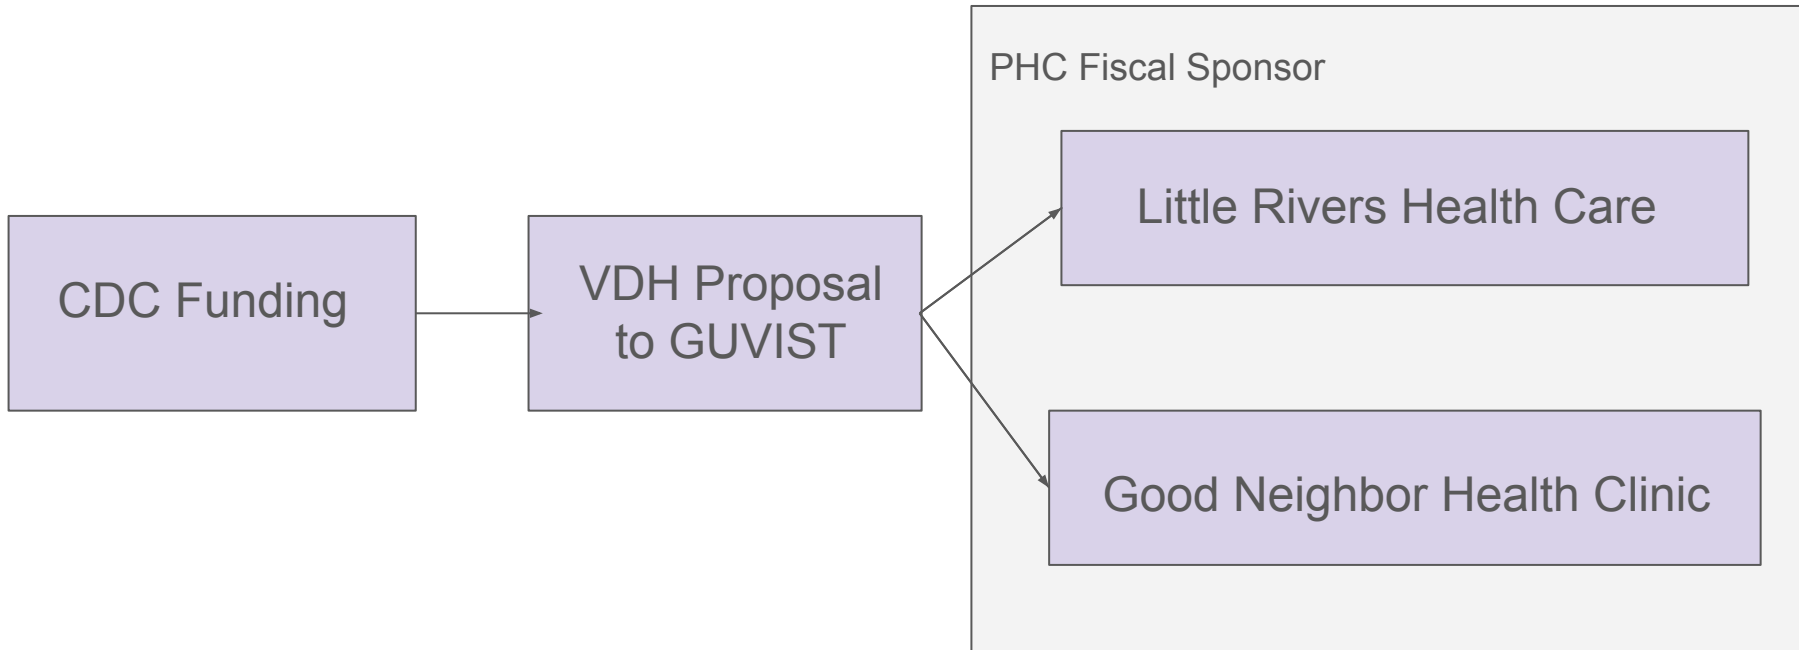 PHC Fiscal Sponsor
CDC Funding
VDH Proposal
to GUVIST
Little Rivers Health Care
Good Neighbor Health Clinic